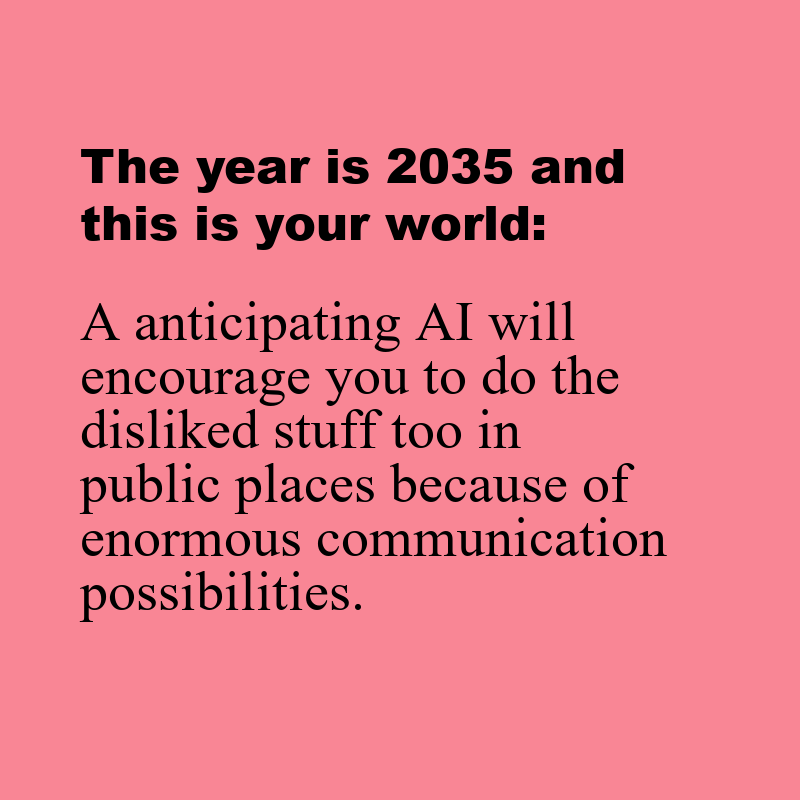 The year is 2035 and
this is your world:
A anticipating AI will
encourage you to do the
disliked stuff too in
public places because of
enormous communication
possibilities.